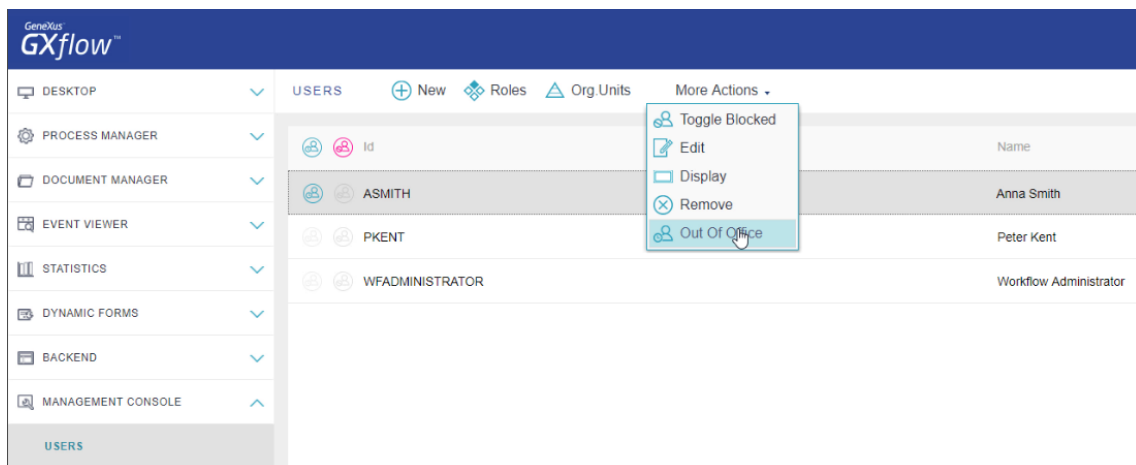 GeneXus™
GXflow™
DESKTOP
USERS
New
Roles
Org.Units
More Actions
PROCESS MANAGER
DOCUMENT MANAGER
EVENT VIEWER
STATISTICS
DYNAMIC FORMS
BACKEND
MANAGEMENT CONSOLE
USERS
Toggle Blocked
Edit
Display
Remove
Out Of Office
Id
Name
ASMITH
Anna Smith
PKENT
Peter Kent
WFADMINISTRATOR
Workflow Administrator